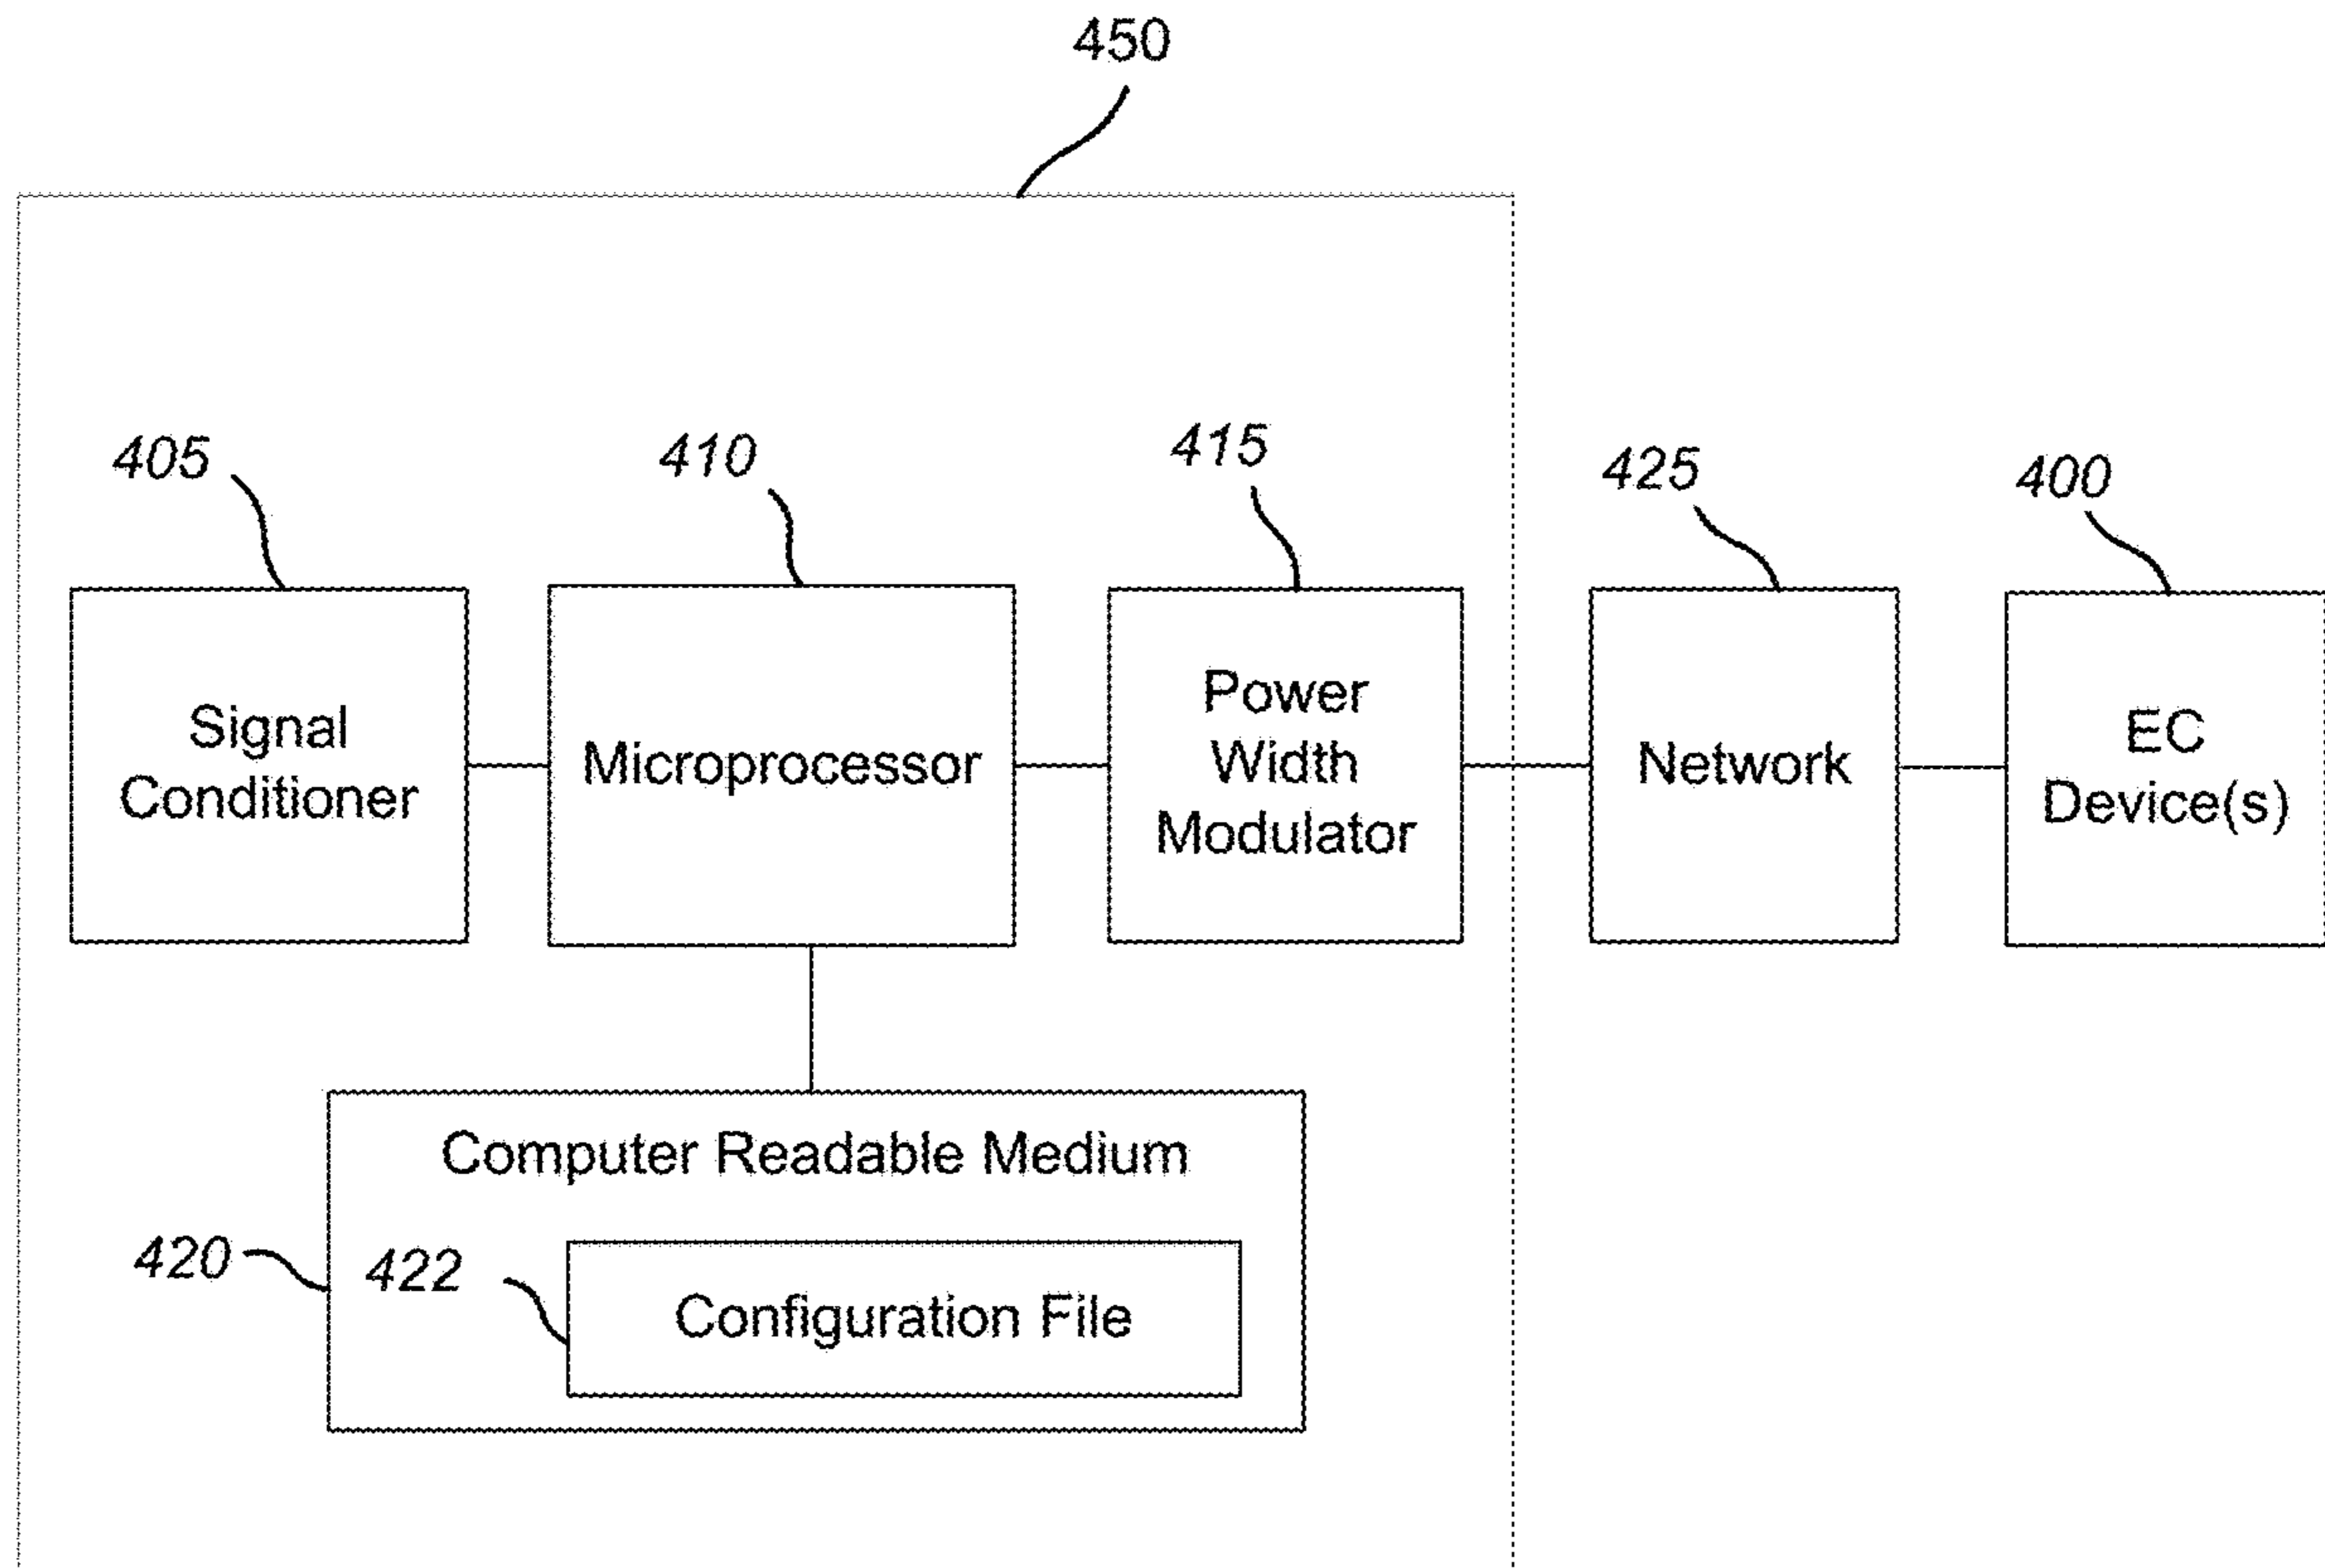 450
405
410
415
425
400
Signal
Conditioner
Microprocessor
Power
Width
Modulator
Network
EC
Device(s)
Computer Readable Medium
420
422
Configuration File